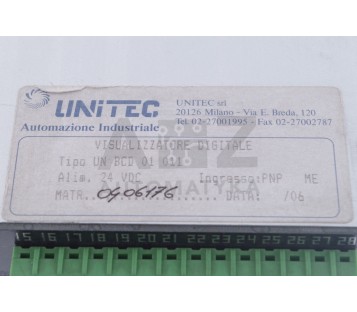 UNITEC
Automazione Industriale
UNITEC srl
20126 Milano - Via E. Breda, 120
Tel. 02-27001995 - Fax 02-27002787
VISUALIZZATORE DIGITALE
Tipo UN BCD 01 011
Alim. 24 VDC Ingresso:PNP ME
MATR. 0406176 DATA: /06
15 16 17 18 19 20 21 22 23 24 25 26 27 28